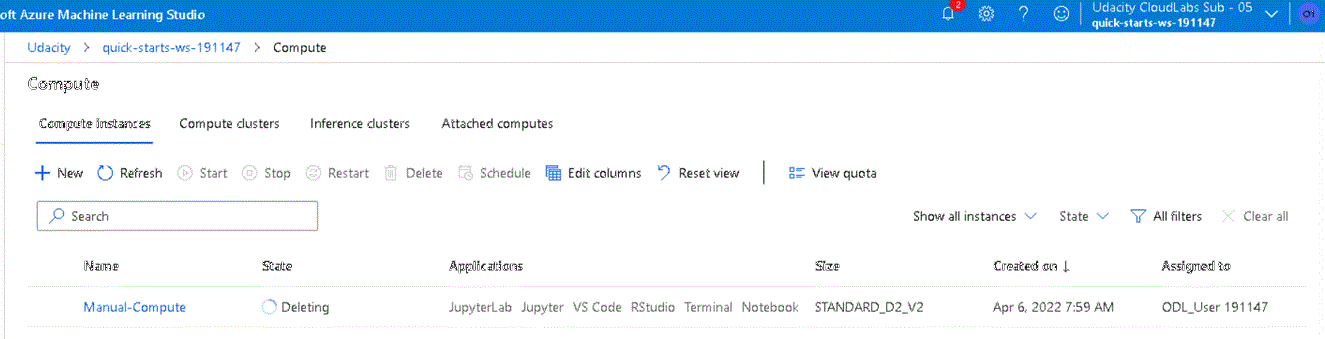 oft Azure Machine Learning Studio
2
Udacity CloudLabs Sub - 05
quick-starts-ws-191147
OI
Udacity > quick-starts-ws-191147 > Compute
Compute
Compute instances Compute clusters Inference clusters Attached computes
New Refresh Start Stop Restart Delete Schedule Edit columns Reset view View quota
Search Show all instances State All filters Clear all
Name State Applications Size Created on ↓ Assigned to
Manual-Compute Deleting JupyterLab Jupyter VS Code RStudio Terminal Notebook STANDARD_D2_V2 Apr 6, 2022 7:59 AM ODL_User 191147